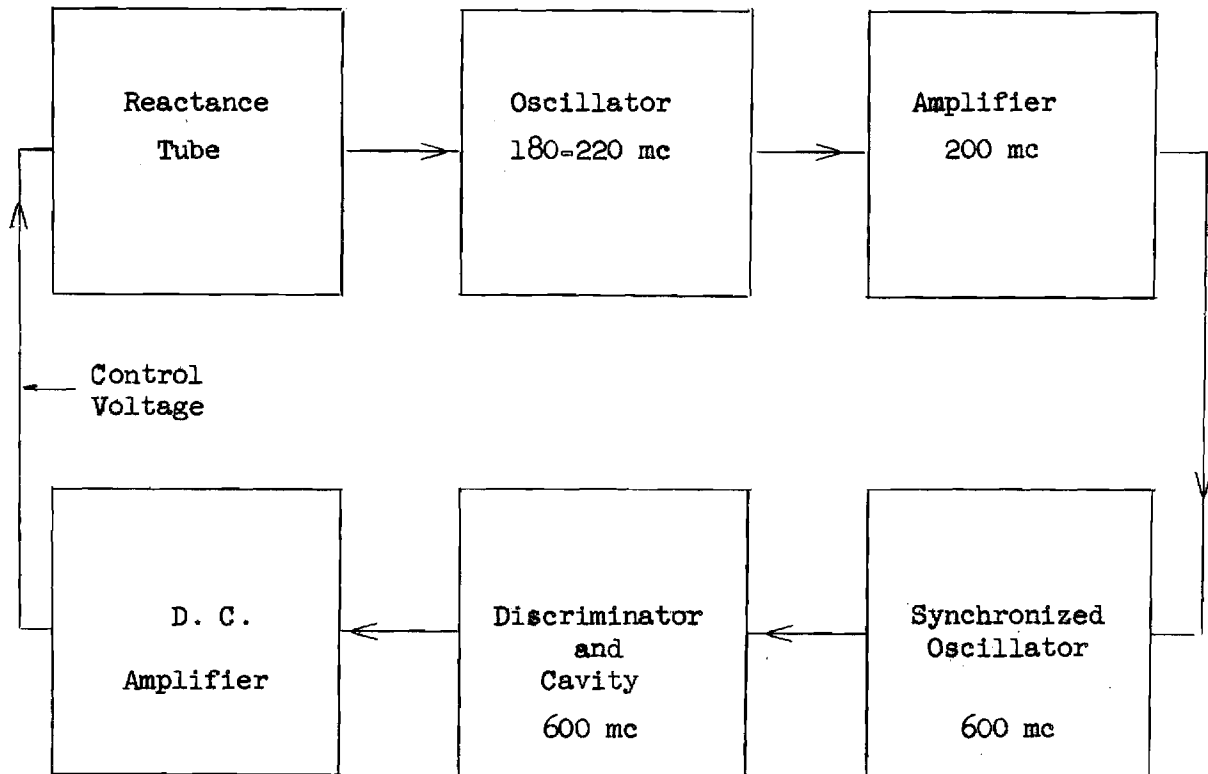 Reactance
Tube
Oscillator
180-220 mc
Amplifier
200 mc
Control
Voltage
D. C.
Amplifier
Discriminator
and
Cavity
600 mc
Synchronized
Oscillator
600 mc